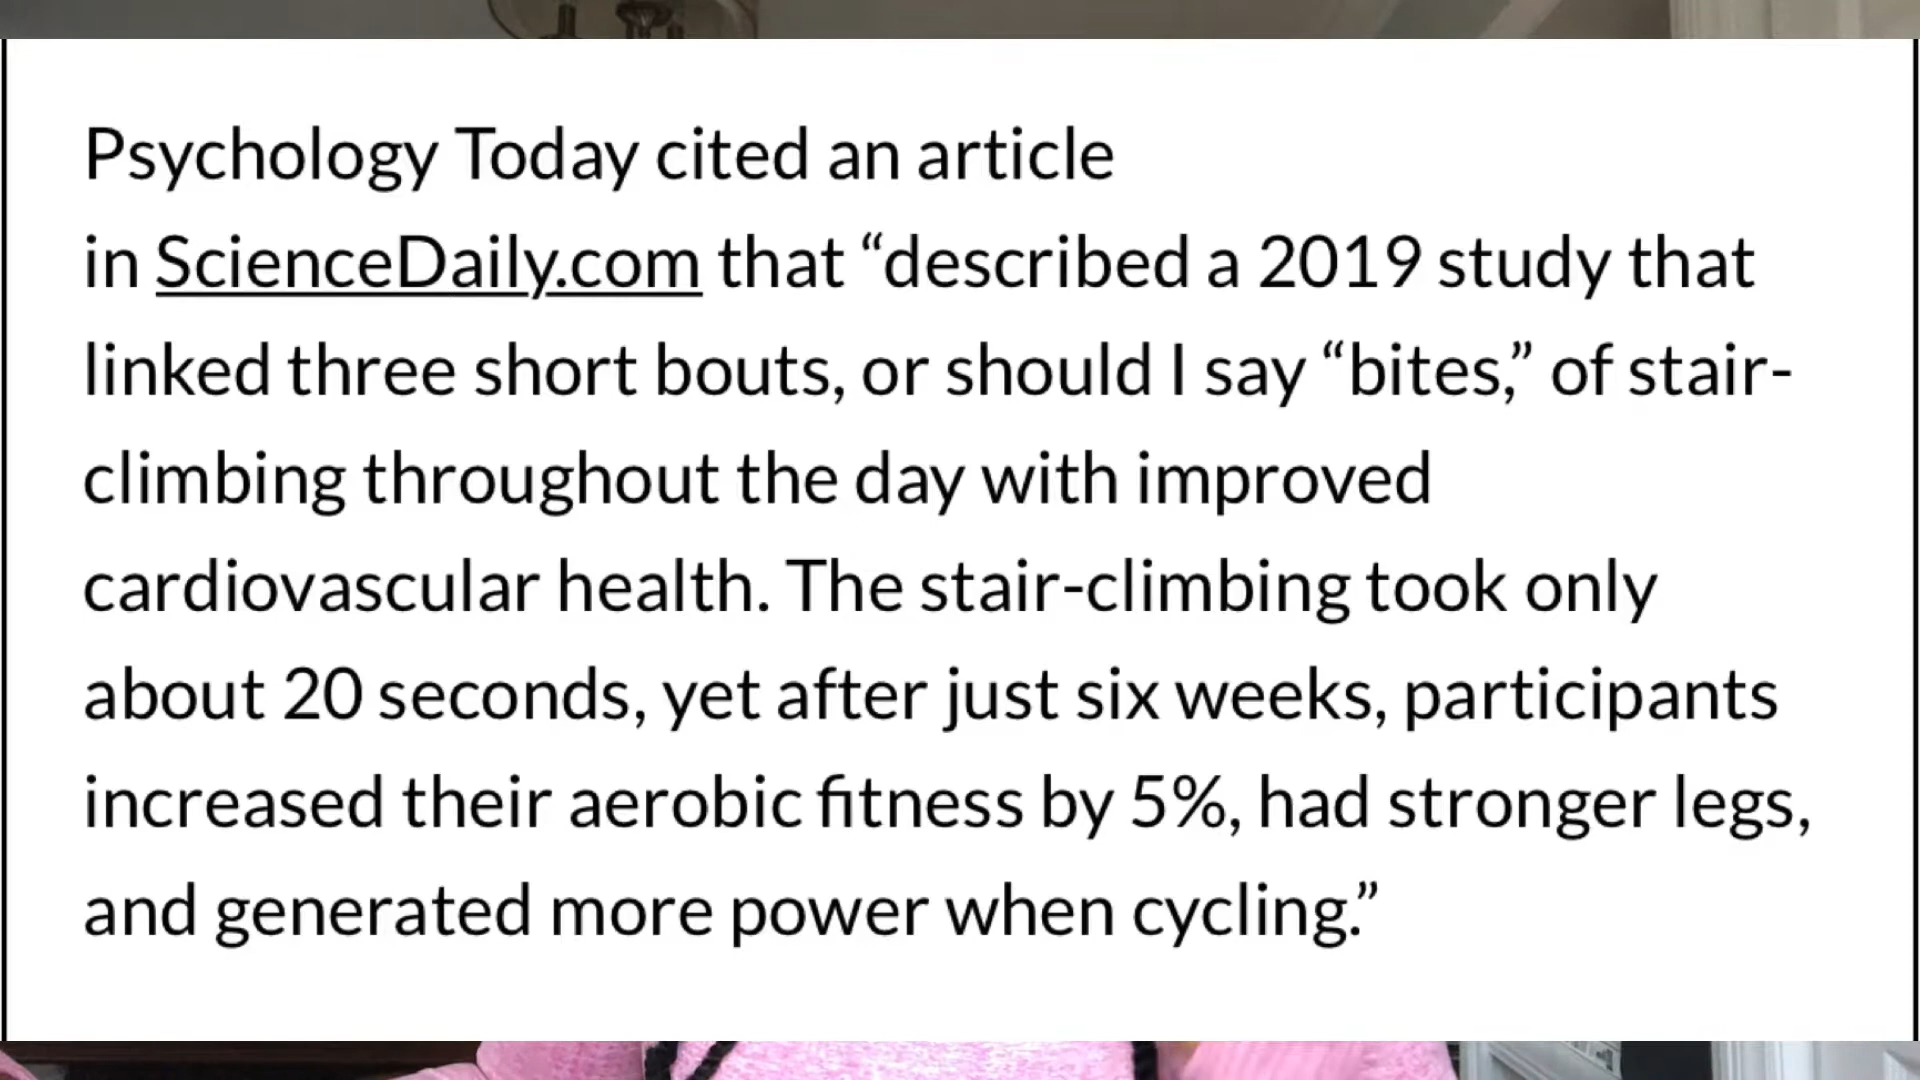 Psychology Today cited an article
in ScienceDaily.com that “described a 2019 study that
linked three short bouts, or should I say “bites,” of stair-
climbing throughout the day with improved
cardiovascular health. The stair-climbing took only
about 20 seconds, yet after just six weeks, participants
increased their aerobic fitness by 5%, had stronger legs,
and generated more power when cycling.”